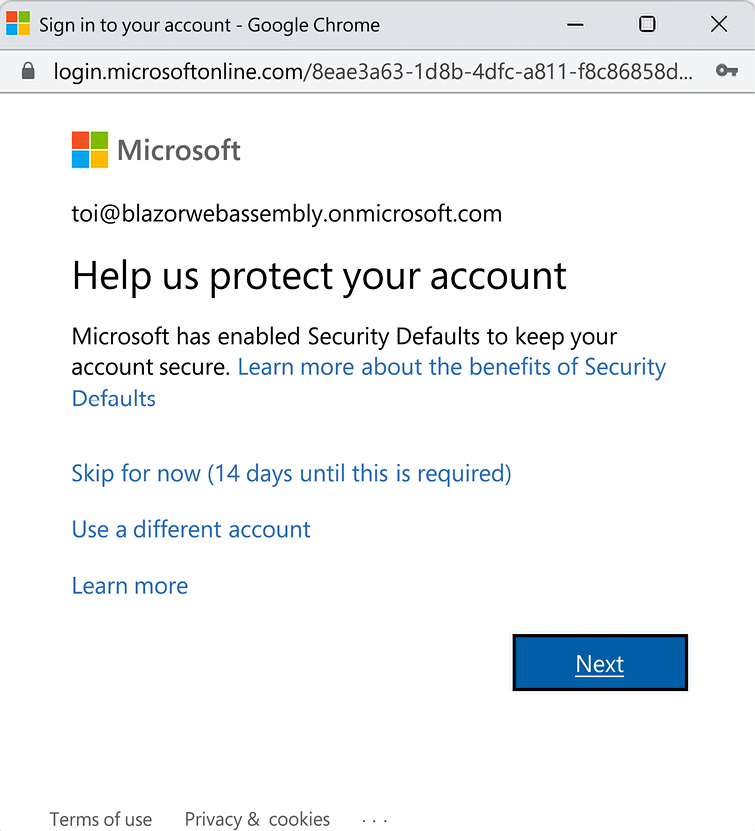 Sign in to your account - Google Chrome
login.microsoftonline.com/8eae3a63-1d8b-4dfc-a811-f8c86858d...
Microsoft
toi@blazorwebassembly.onmicrosoft.com
Help us protect your account
Microsoft has enabled Security Defaults to keep your
account secure. Learn more about the benefits of Security
Defaults
Skip for now (14 days until this is required)
Use a different account
Learn more
Next
Terms of use Privacy & cookies ...